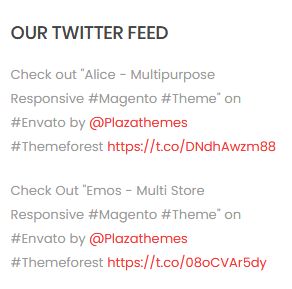 OUR TWITTER FEED
Check out "Alice - Multipurpose
Responsive #Magento #Theme" on
#Envato by @Plazathemes
#Themeforest https://t.co/DNdhAwzm88
Check Out "Emos - Multi Store
Responsive #Magento #Theme" on
#Envato by @Plazathemes
#Themeforest https://t.co/08oCVAr5dy